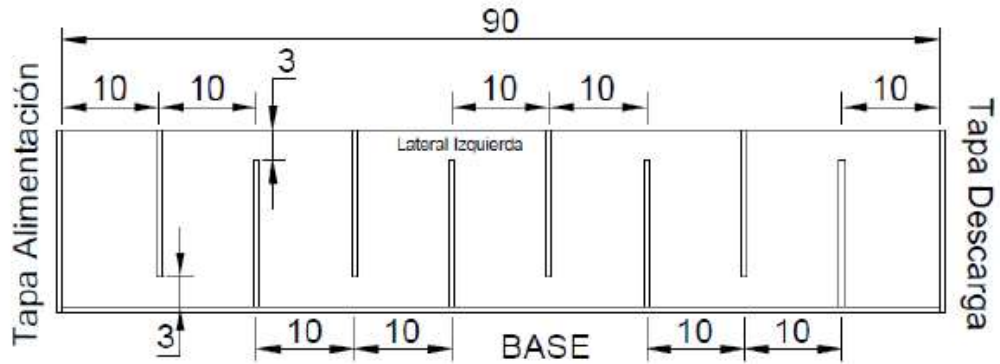 90
3
10 10 10 10 10
Tapa Alimentación
Lateral Izquierda
Tapa Descarga
3
10 10 BASE 10 10